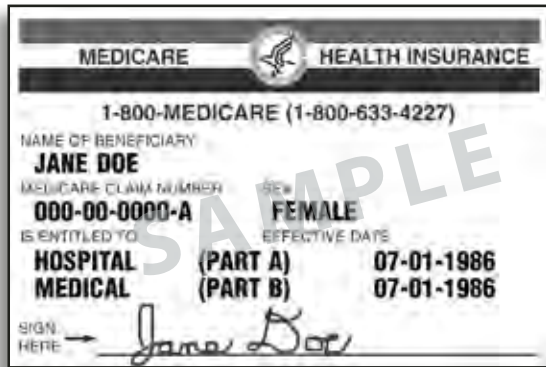 MEDICARE HEALTH INSURANCE
1-800-MEDICARE (1-800-633-4227)
NAME OF BENEFICIARY
JANE DOE
MEDICARE CLAIM NUMBER SEX
000-00-0000-A FEMALE
IS ENTITLED TO EFFECTIVE DATE
HOSPITAL (PART A) 07-01-1986
MEDICAL (PART B) 07-01-1986
SIGN
HERE Jane Doe
SAMPLE